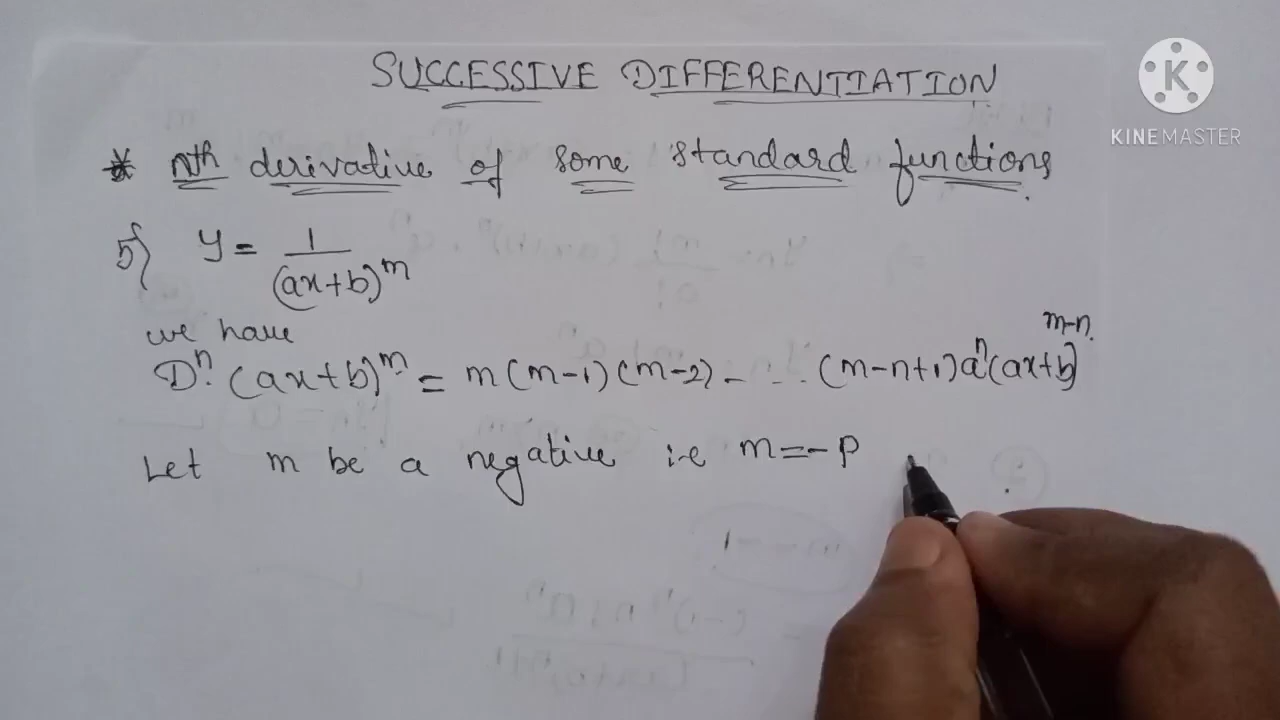 SUCCESSIVE DIFFERENTIATION
KINEMASTER
* nth derivative of some standard functions.
5) y = 1/(ax+b)^m
we have
D^n. (ax+b)^m. = m(m-1)(m-2)- - ..(m-n+1)a^n(ax+b)^m-n.
Let m be a negative i.e m=-p